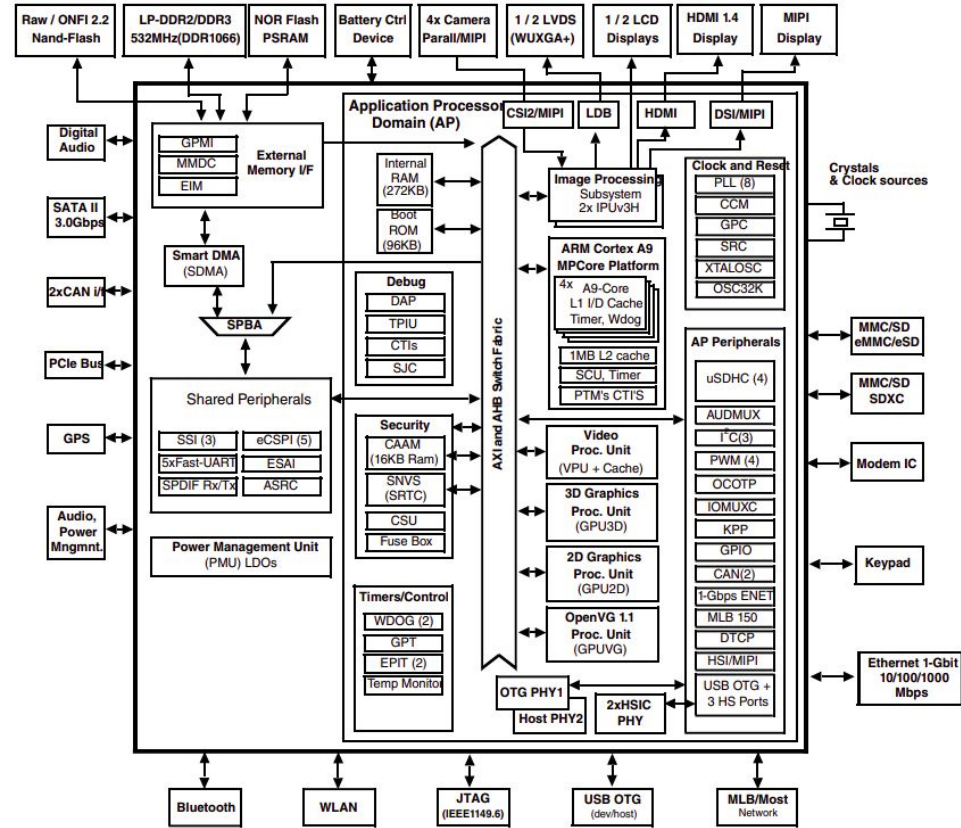 Raw / ONFI 2.2
Nand-Flash
LP-DDR2/DDR3
532MHz(DDR1066)
NOR Flash
PSRAM
Battery Ctrl
Device
4x Camera
Parall/MIPI
1 / 2 LVDS
(WUXGA+)
1 / 2 LCD
Displays
HDMI 1.4
Display
MIPI
Display
Digital
Audio
SATA II
3.0Gbps
2xCAN i/f
PCIe Bus
GPS
Audio,
Power
Mngmnt.
External
Memory I/F
GPMI
MMDC
EIM
Smart DMA
(SDMA)
SPBA
Shared Peripherals
SSI (3)
eCSPI (5)
5xFast-UART
ESAI
SPDIF Rx/Tx
ASRC
Power Management Unit
(PMU) LDOs
Application Processor
Domain (AP)
Internal
RAM
(272KB)
Boot
ROM
(96KB)
Debug
DAP
TPIU
CTIs
SJC
Security
CAAM
(16KB Ram)
SNVS
(SRTC)
CSU
Fuse Box
Timers/Control
WDOG (2)
GPT
EPIT (2)
Temp Monitor
AXI and AHB Switch Fabric
CSI2/MIPI
LDB
HDMI
DSI/MIPI
Image Processing
Subsystem
2x IPUv3H
ARM Cortex A9
MPCore Platform
4x
A9-Core
L1 I/D Cache
Timer, Wdog
1MB L2 cache
SCU, Timer
PTM's CTI'S
Video
Proc. Unit
(VPU + Cache)
3D Graphics
Proc. Unit
(GPU3D)
2D Graphics
Proc. Unit
(GPU2D)
OpenVG 1.1
Proc. Unit
(GPUVG)
OTG PHY1
Host PHY2
2xHSIC
PHY
Clock and Reset
PLL (8)
CCM
GPC
SRC
XTALOSC
OSC32K
AP Peripherals
uSDHC (4)
AUDMUX
I2C(3)
PWM (4)
OCOTP
IOMUXC
KPP
GPIO
CAN(2)
1-Gbps ENET
MLB 150
DTCP
HSI/MIPI
USB OTG +
3 HS Ports
Crystals
& Clock sources
MMC/SD
eMMC/eSD
MMC/SD
SDXC
Modem IC
Keypad
Ethernet 1-Gbit
10/100/1000
Mbps
Bluetooth
WLAN
JTAG
(IEEE1149.6)
USB OTG
(dev/host)
MLB/Most
Network